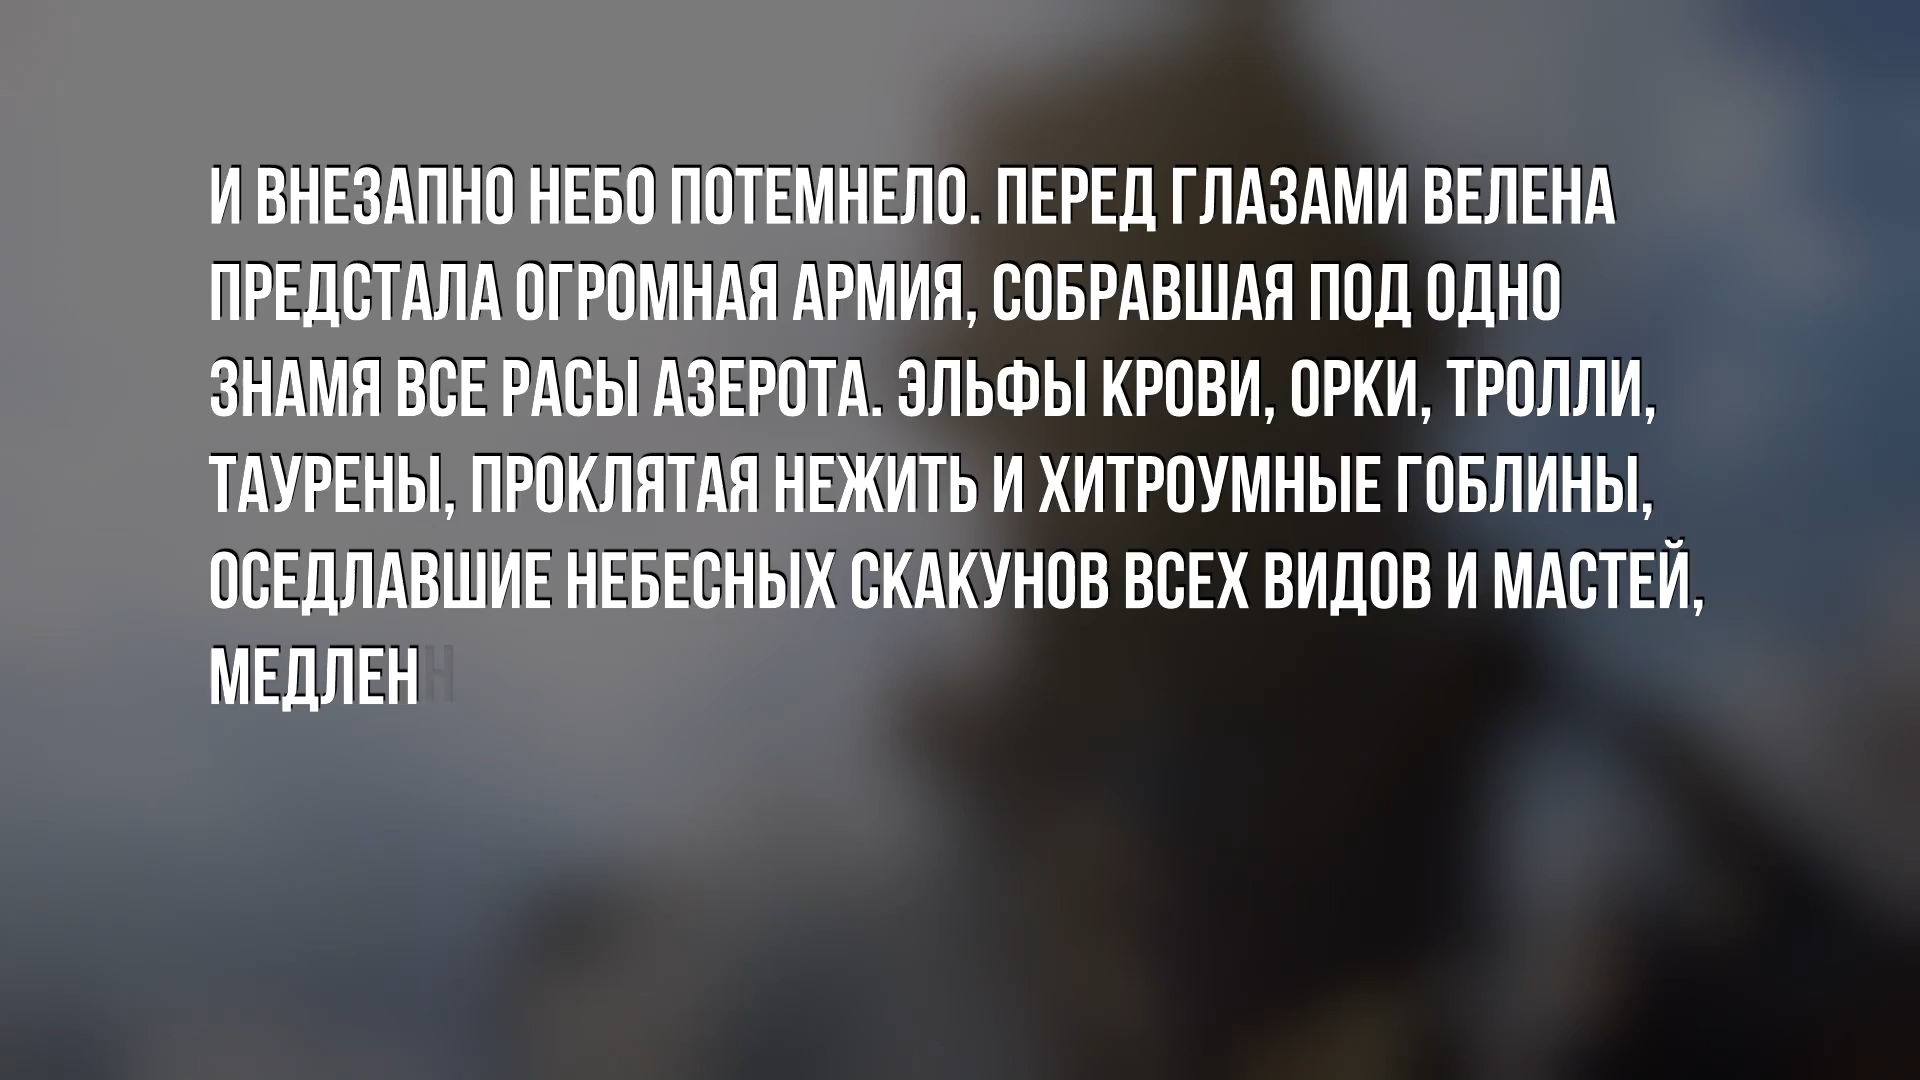 И ВНЕЗАПНО НЕБО ПОТЕМНЕЛО. ПЕРЕД ГЛАЗАМИ ВЕЛЕНА
ПРЕДСТАЛА ОГРОМНАЯ АРМИЯ, СОБРАВШАЯ ПОД ОДНО
ЗНАМЯ ВСЕ РАСЫ АЗЕРОТА. ЭЛЬФЫ КРОВИ, ОРКИ, ТРОЛЛИ,
ТАУРЕНЫ, ПРОКЛЯТАЯ НЕЖИТЬ И ХИТРОУМНЫЕ ГОБЛИНЫ,
ОСЕДЛАВШИЕ НЕБЕСНЫХ СКАКУНОВ ВСЕХ ВИДОВ И МАСТЕЙ,
МЕДЛЕНН